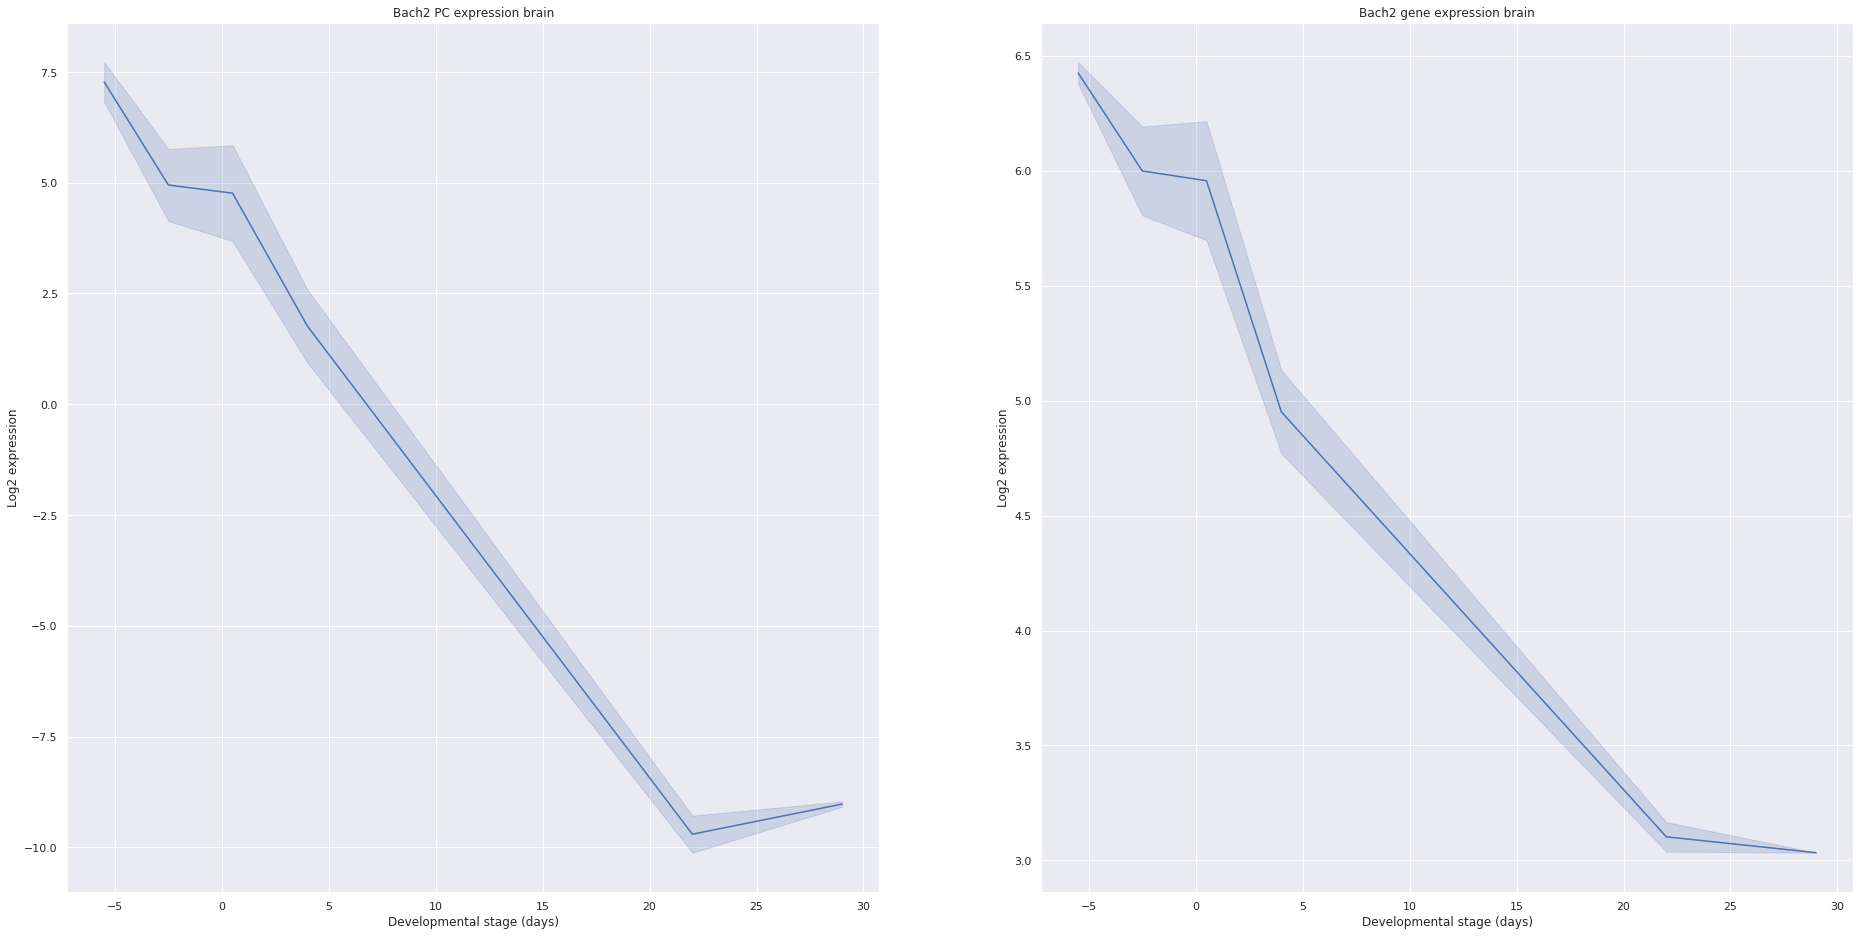 Bach2 PC expression brain
Log2 expression
7.5
5.0
2.5
0.0
−2.5
−5.0
−7.5
−10.0
−5 0 5 10 15 20 25 30
Developmental stage (days)
Bach2 gene expression brain
Log2 expression
6.5
6.0
5.5
5.0
4.5
4.0
3.5
3.0
−5 0 5 10 15 20 25 30
Developmental stage (days)